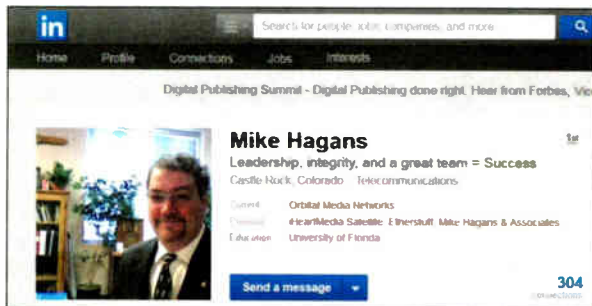 in Search for people, jobs, companies, and more
Home Profile Connections Jobs Interests
Digital Publishing Summit - Digital Publishing done right. Hear from Forbes,
Mike Hagans 1st
Leadership, integrity, and a great team = Success
Castle Rock, Colorado Telecommunications
Current Orbital Media Networks
Previous iHeartMedia Satellite, Etherstuff, Mike Hagans & Associates
Education University of Florida
Send a message 304
connections